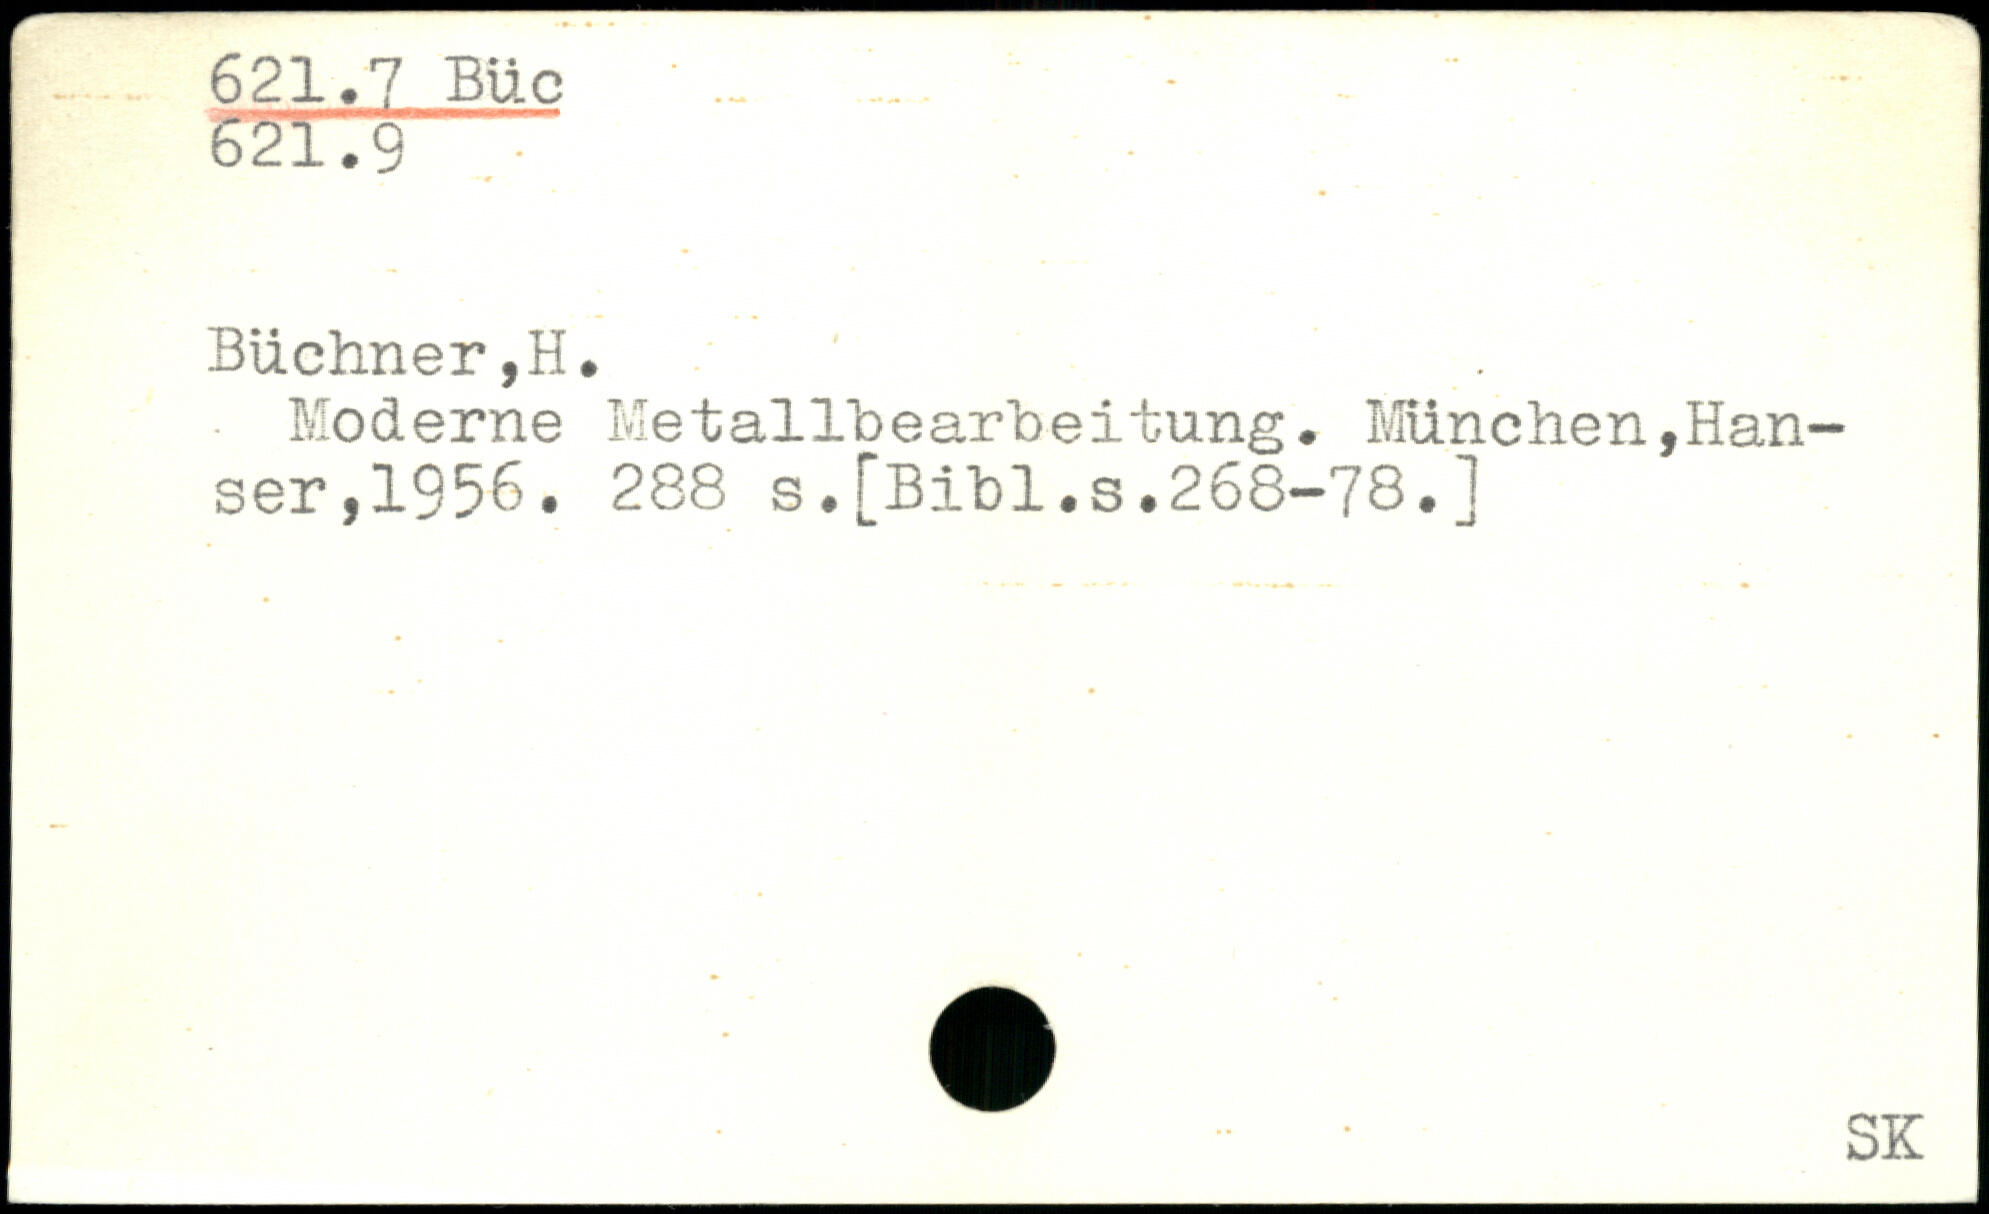 621.7 Büc
621.9
Büchner,H.
Moderne Metallbearbeitung. München,Han-
ser,1956. 288 s.[Bibl.s.268-78.]
SK